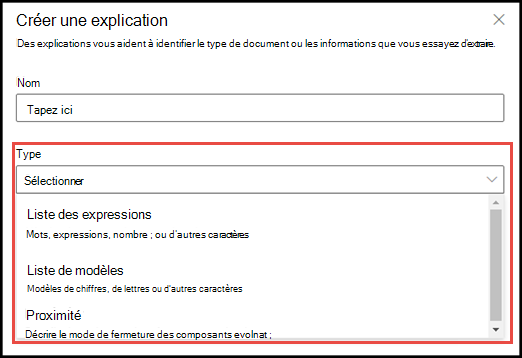 Créer une explication
Des explications vous aident à identifier le type de document ou les informations que vous essayez d'extraie.
Nom
Tapez ici
Type
Sélectionner
Liste des expressions
Mots, expressions, nombre ; ou d'autres caractères
Liste de modèles
Modèles de chiffres, de lettres ou d'autres caractères
Proximité
Décrire le mode de fermeture des composants evolnat ;